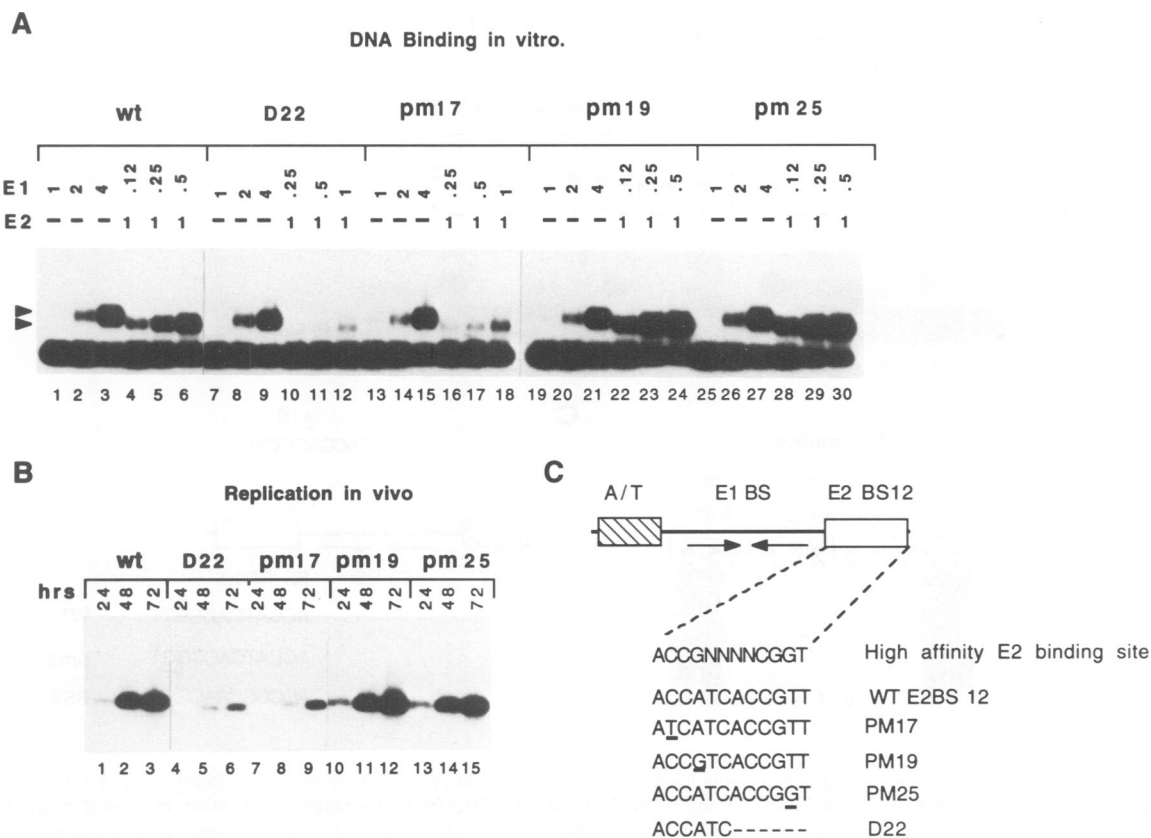 A
DNA Binding in vitro.
wt D22 pm17 pm19 pm 25
E1 1 2 4 .12 .25 .5 1 2 4 .25 .5 1 1 2 4 .25 .5 1 1 2 4 .12 .25 .5 1 2 4 .12 .25 .5
E2 – – – 1 1 1 – – – 1 1 1 – – – 1 1 1 – – – 1 1 1 – – – 1 1 1
1 2 3 4 5 6 7 8 9 10 11 12 13 14 15 16 17 18 19 20 21 22 23 24 25 26 27 28 29 30
B
Replication in vivo
wt D22 pm17 pm19 pm 25
hrs 24 48 72 24 48 72 24 48 72 24 48 72 24 48 72
1 2 3 4 5 6 7 8 9 10 11 12 13 14 15
C
A/T E1 BS E2 BS12
ACCGNNNNCGGT High affinity E2 binding site
ACCATCACCGTT WT E2BS 12
ATCATCACCGTT PM17
ACCGTCACCGTT PM19
ACCATCACCGGT PM25
ACCATC------ D22